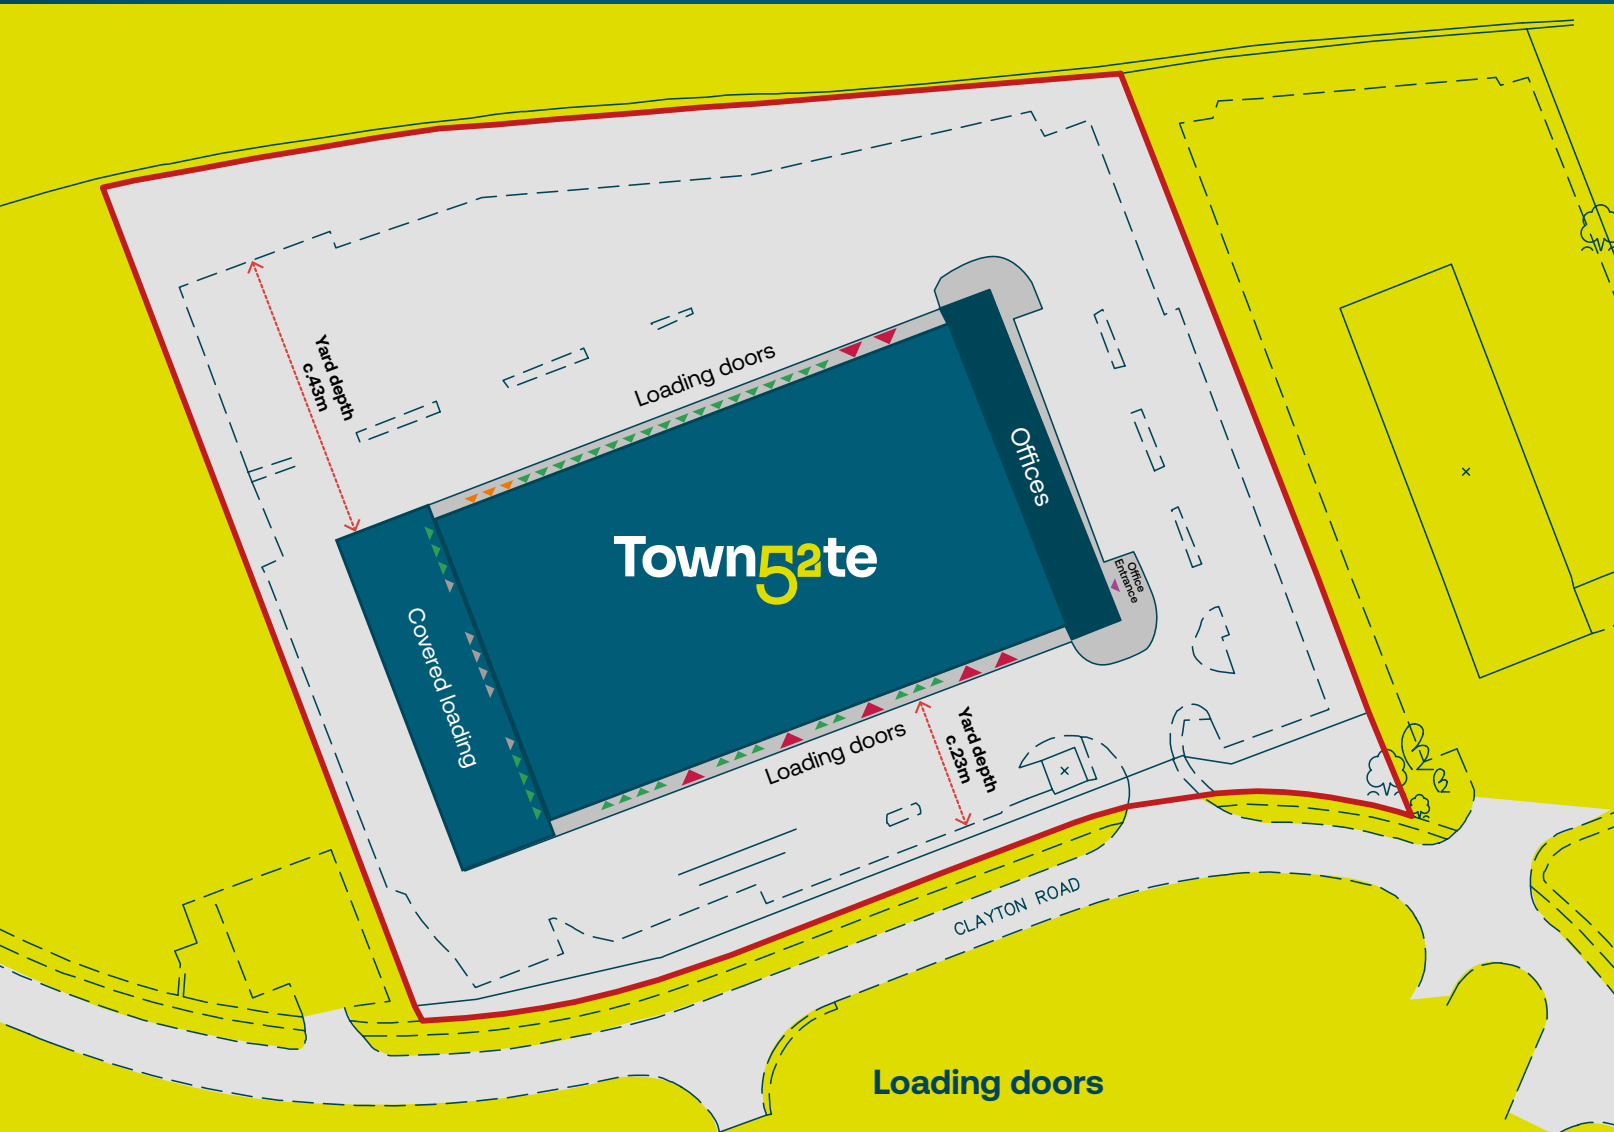 Yard depth
c.43m
Loading doors
Offices
Town52te
Office
Entrance
Covered loading
Loading doors
Yard depth
c.23m
CLAYTON ROAD
Loading doors